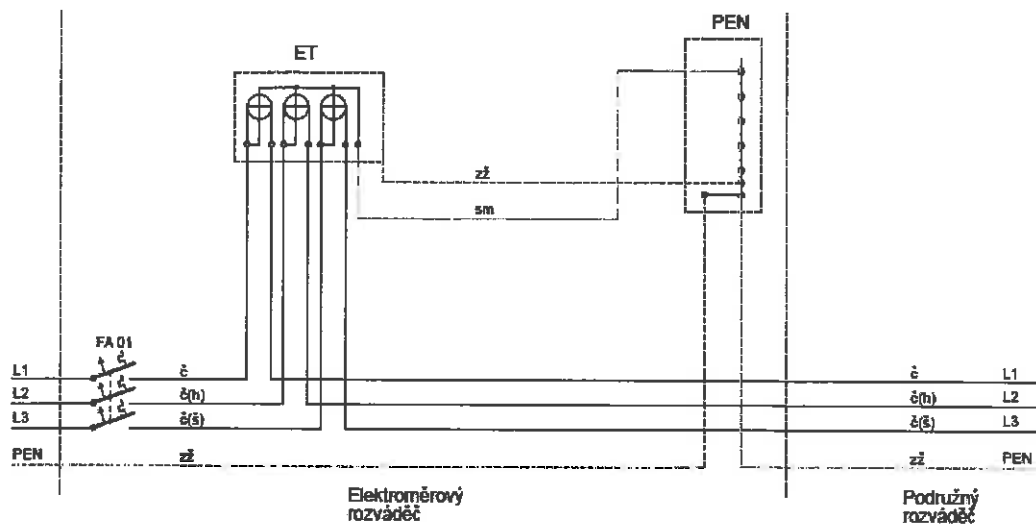 PEN
ET
zž
sm
FA 01
L1
č
č
L1
L2
č(h)
č(h)
L2
L3
č(š)
č(š)
L3
PEN
zž
zž
PEN
Elektroměrový
rozváděč
Podružný
rozváděč